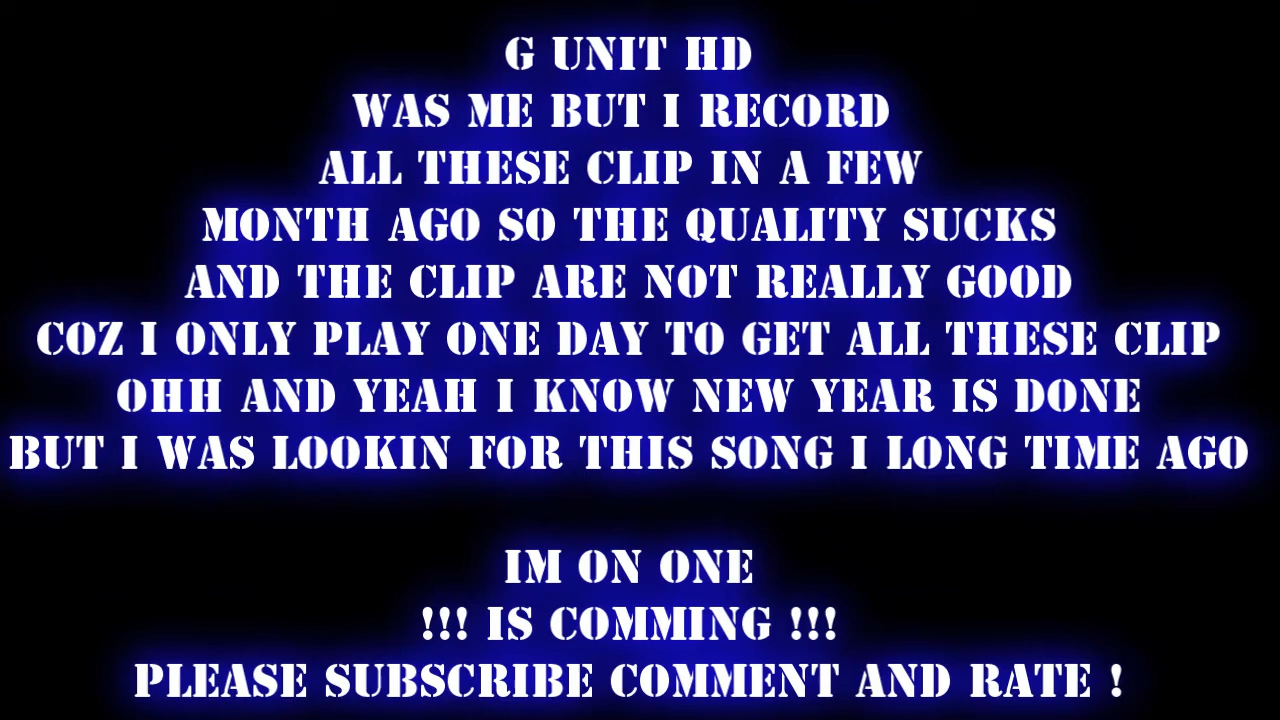 G UNIT HD
WAS ME BUT I RECORD
ALL THESE CLIP IN A FEW
MONTH AGO SO THE QUALITY SUCKS
AND THE CLIP ARE NOT REALLY GOOD
COZ I ONLY PLAY ONE DAY TO GET ALL THESE CLIP
OHH AND YEAH I KNOW NEW YEAR IS DONE
BUT I WAS LOOKIN FOR THIS SONG I LONG TIME AGO
IM ON ONE
!!! IS COMMING !!!
PLEASE SUBSCRIBE COMMENT AND RATE !